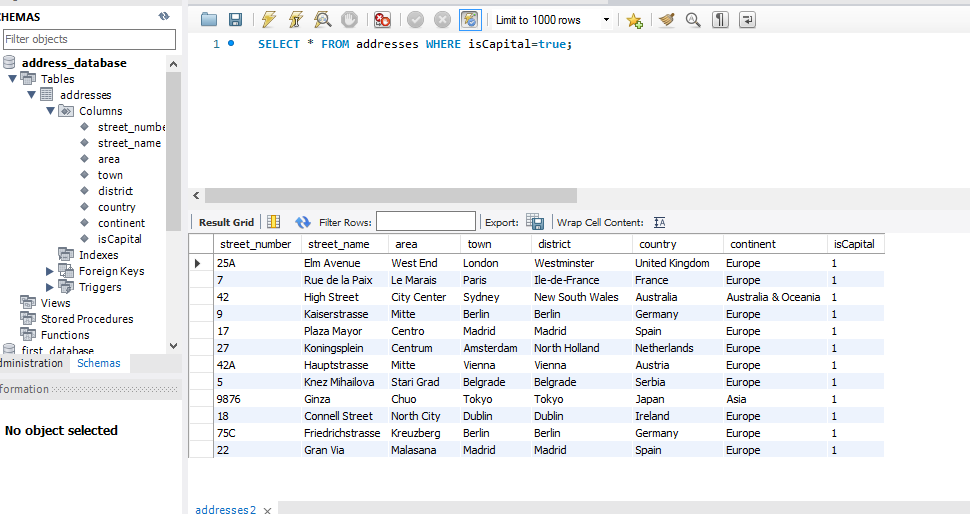 CHEMAS
Filter objects
address_database
Tables
addresses
Columns
street_numbe
street_name
area
town
district
country
continent
isCapital
Indexes
Foreign Keys
Triggers
Views
Stored Procedures
Functions
first_database
dministration Schemas
formation
No object selected
Limit to 1000 rows
1 SELECT * FROM addresses WHERE isCapital=true;
Result Grid Filter Rows: Export: Wrap Cell Content: IA
street_number street_name area town district country continent isCapital
25A Elm Avenue West End London Westminster United Kingdom Europe 1
7 Rue de la Paix Le Marais Paris Ile-de-France France Europe 1
42 High Street City Center Sydney New South Wales Australia Australia & Oceania 1
9 Kaiserstrasse Mitte Berlin Berlin Germany Europe 1
17 Plaza Mayor Centro Madrid Madrid Spain Europe 1
27 Koningsplein Centrum Amsterdam North Holland Netherlands Europe 1
42A Hauptstrasse Mitte Vienna Vienna Austria Europe 1
5 Knez Mihailova Stari Grad Belgrade Belgrade Serbia Europe 1
9876 Ginza Chuo Tokyo Tokyo Japan Asia 1
18 Connell Street North City Dublin Dublin Ireland Europe 1
75C Friedrichstrasse Kreuzberg Berlin Berlin Germany Europe 1
22 Gran Via Malasana Madrid Madrid Spain Europe 1
addresses2